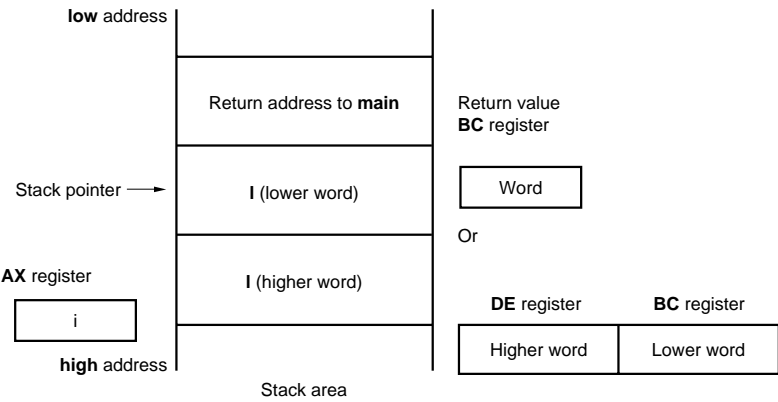 low address
Return address to main
Return value
BC register
Stack pointer
I (lower word)
Word
Or
AX register
I (higher word)
i
DE register
BC register
Higher word
Lower word
high address
Stack area